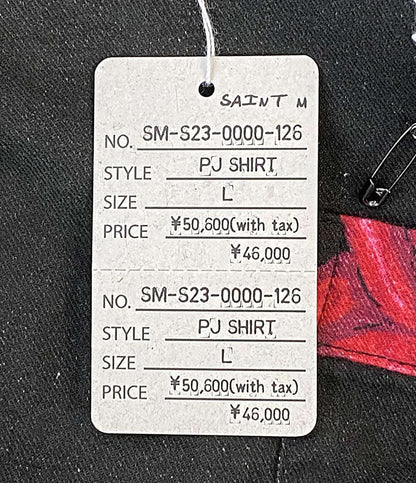 SAINT M
NO. SM-S23-0000-126
STYLE PJ SHIRT
SIZE L
PRICE ¥50,600(with tax)
¥46,000
NO. SM-S23-0000-126
STYLE PJ SHIRT
SIZE L
PRICE ¥50,600(with tax)
¥46,000